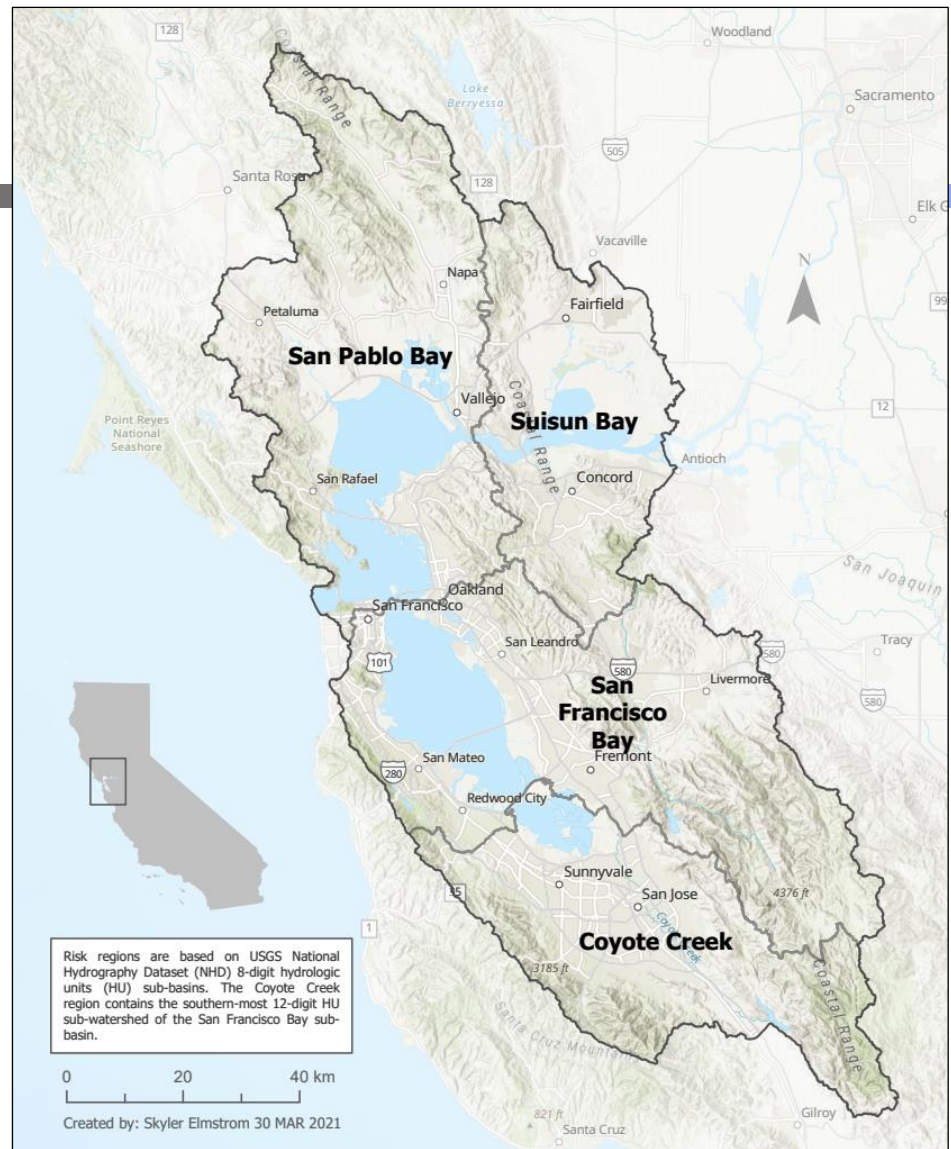 128
Woodland
Coastal Range
Lake
Berryessa
Sacramento
505
Santa Rosa
128
Elk G
Vacaville
N
Napa
99
Fairfield
Petaluma
San Pablo Bay
Coastal Range
Vallejo
Suisun Bay
12
Point Reyes
National
Seashore
Antioch
San Rafael
Concord
San Joaquin
Oakland
San Francisco
San Leandro
Tracy
101
580
580
580
Livermore
San
Francisco
Bay
Fremont
San Mateo
280
Redwood City
Sunnyvale
4376 ft
35
San Jose
Coyote Creek
1
Coyote Creek
3185 ft
Coastal Range
Risk regions are based on USGS National
Hydrography Dataset (NHD) 8-digit hydrologic
units (HU) sub-basins. The Coyote Creek
region contains the southern-most 12-digit HU
sub-watershed of the San Francisco Bay sub-
basin.
Santa Cruz Mountain
0 20 40 km
821 ft
Gilroy
Created by: Skyler Elmstrom 30 MAR 2021
Santa Cruz